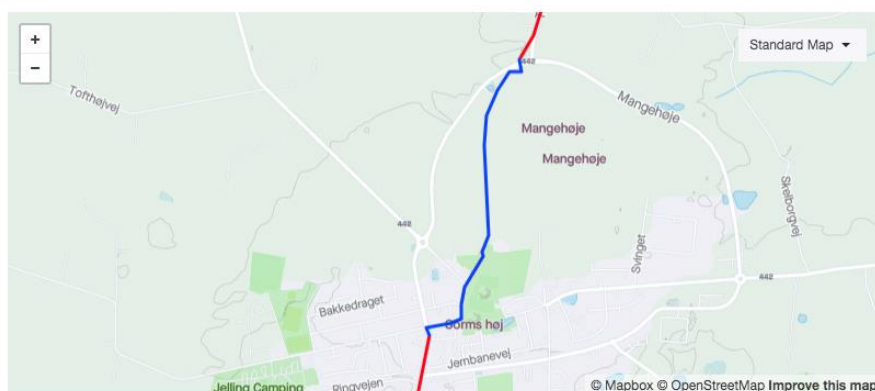 +
Standard Map
−
442
Tofthøjvej
Mangehøje
Mangehøje
Mangehøje
Skelborgvej
442
Svinget
442
Bakkedraget
Gorms høj
Jernbanevej
Jelling Camping
Ringvejen
© Mapbox © OpenStreetMap Improve this map